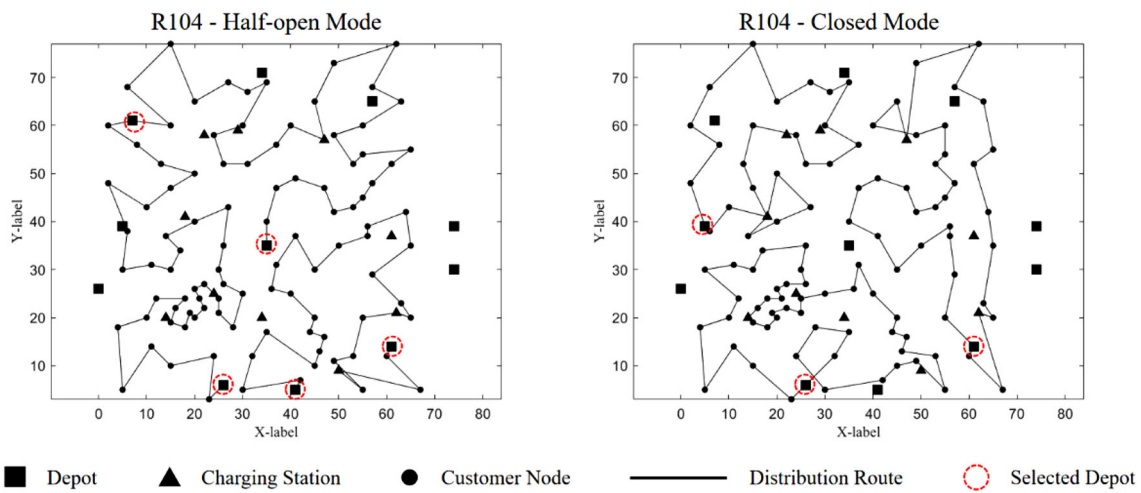 R104 - Half-open Mode
70
60
50
40
30
20
10
Y-label
0 10 20 30 40 50 60 70 80
X-label
R104 - Closed Mode
70
60
50
40
30
20
10
Y-label
0 10 20 30 40 50 60 70 80
X-label
Depot Charging Station Customer Node Distribution Route Selected Depot